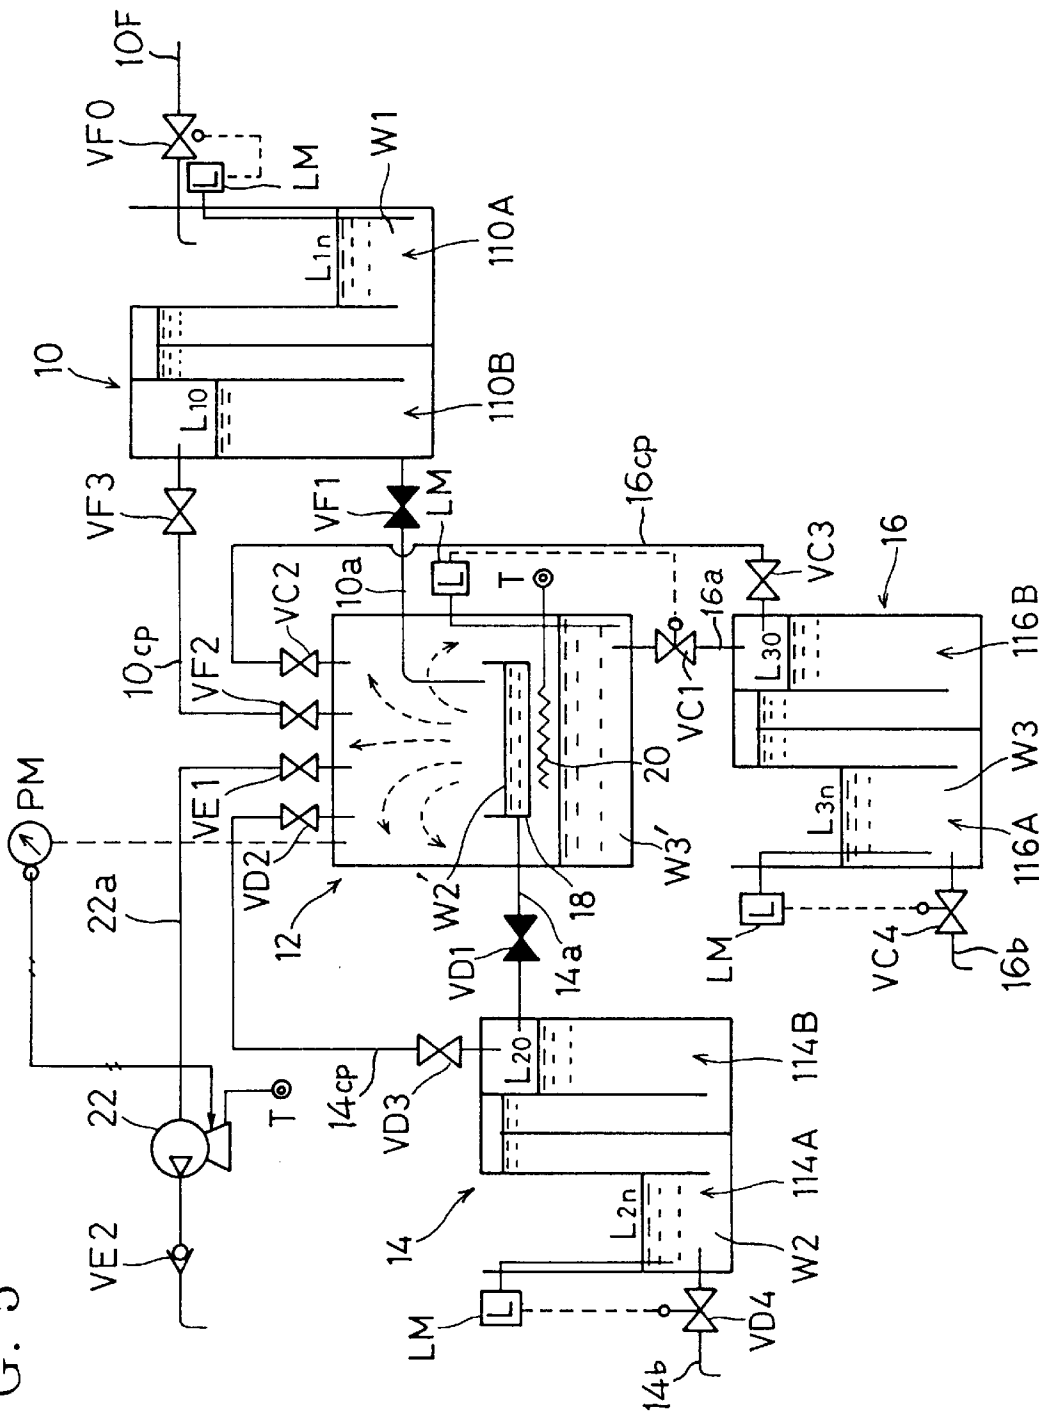 10F
VF0
L
LM
W1
110A
L1n
10
L10
110B
VF3
VF1
LM
L
16cp
10cp
VF2
VC2
10a
T
16a
VC3
16
PM
VE1
VD2
22a
12
W2'
18
20
W3'
VC1
L30
116B
W3
L3n
116A
VD1
14a
L
LM
VC4
16b
22
T
14cp
VD3
L20
114B
VE2
14
114A
L2n
W2
L
LM
VD4
14b
G. 5